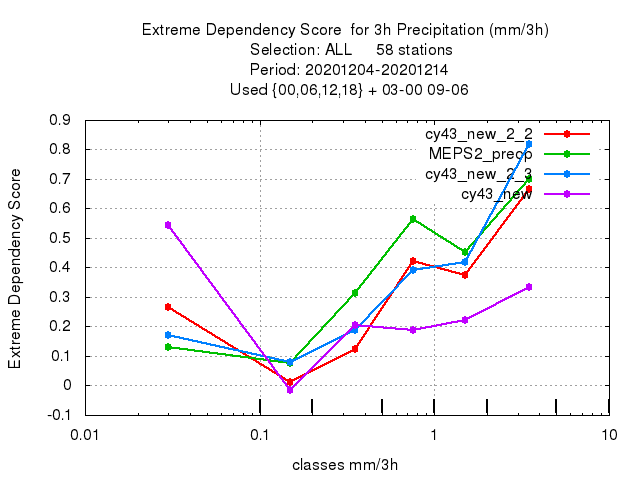 Extreme Dependency Score  for 3h Precipitation (mm/3h)
Selection: ALL     58 stations
Period: 20201204-20201214
Used {00,06,12,18} + 03-00 09-06
0.9
0.8
0.7
0.6
0.5
0.4
0.3
0.2
0.1
0
-0.1
Extreme Dependency Score
cy43_new_2_2
MEPS2_preop
cy43_new_2_3
cy43_new
0.01
0.1
1
10
classes mm/3h